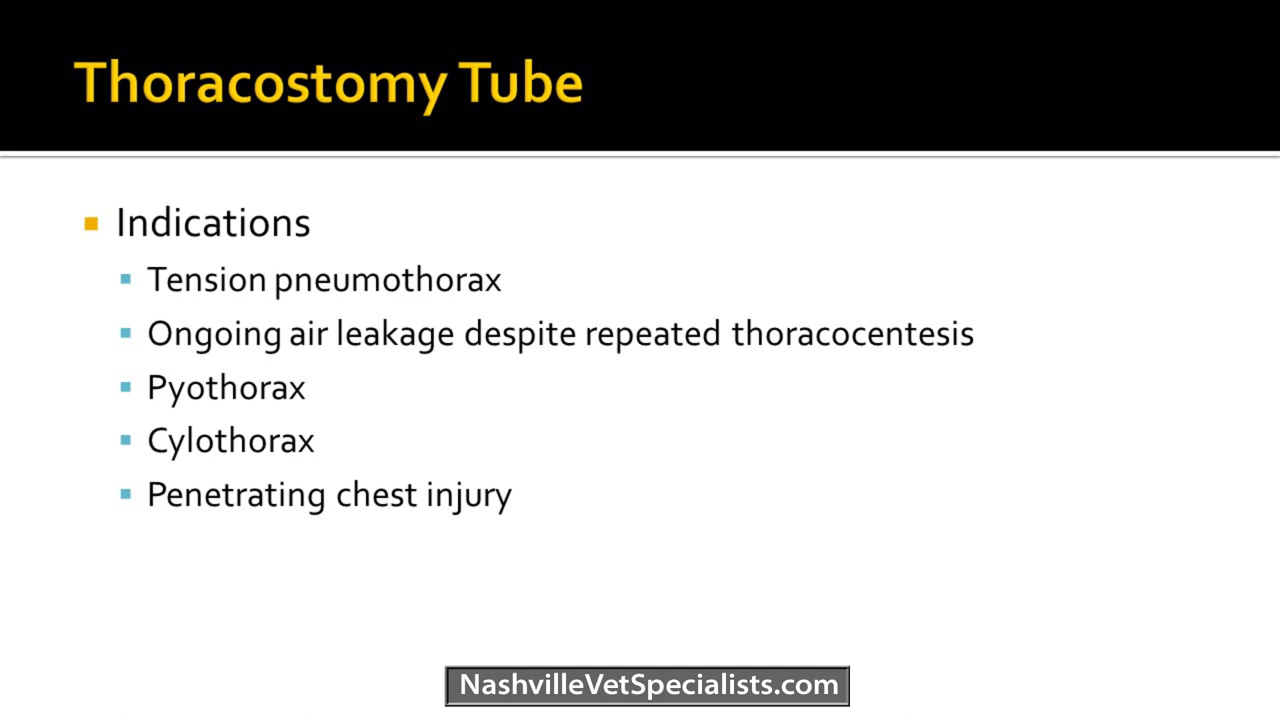 Thoracostomy Tube
Indications
Tension pneumothorax
Ongoing air leakage despite repeated thoracocentesis
Pyothorax
Cylothorax
Penetrating chest injury
NashvilleVetSpecialists.com